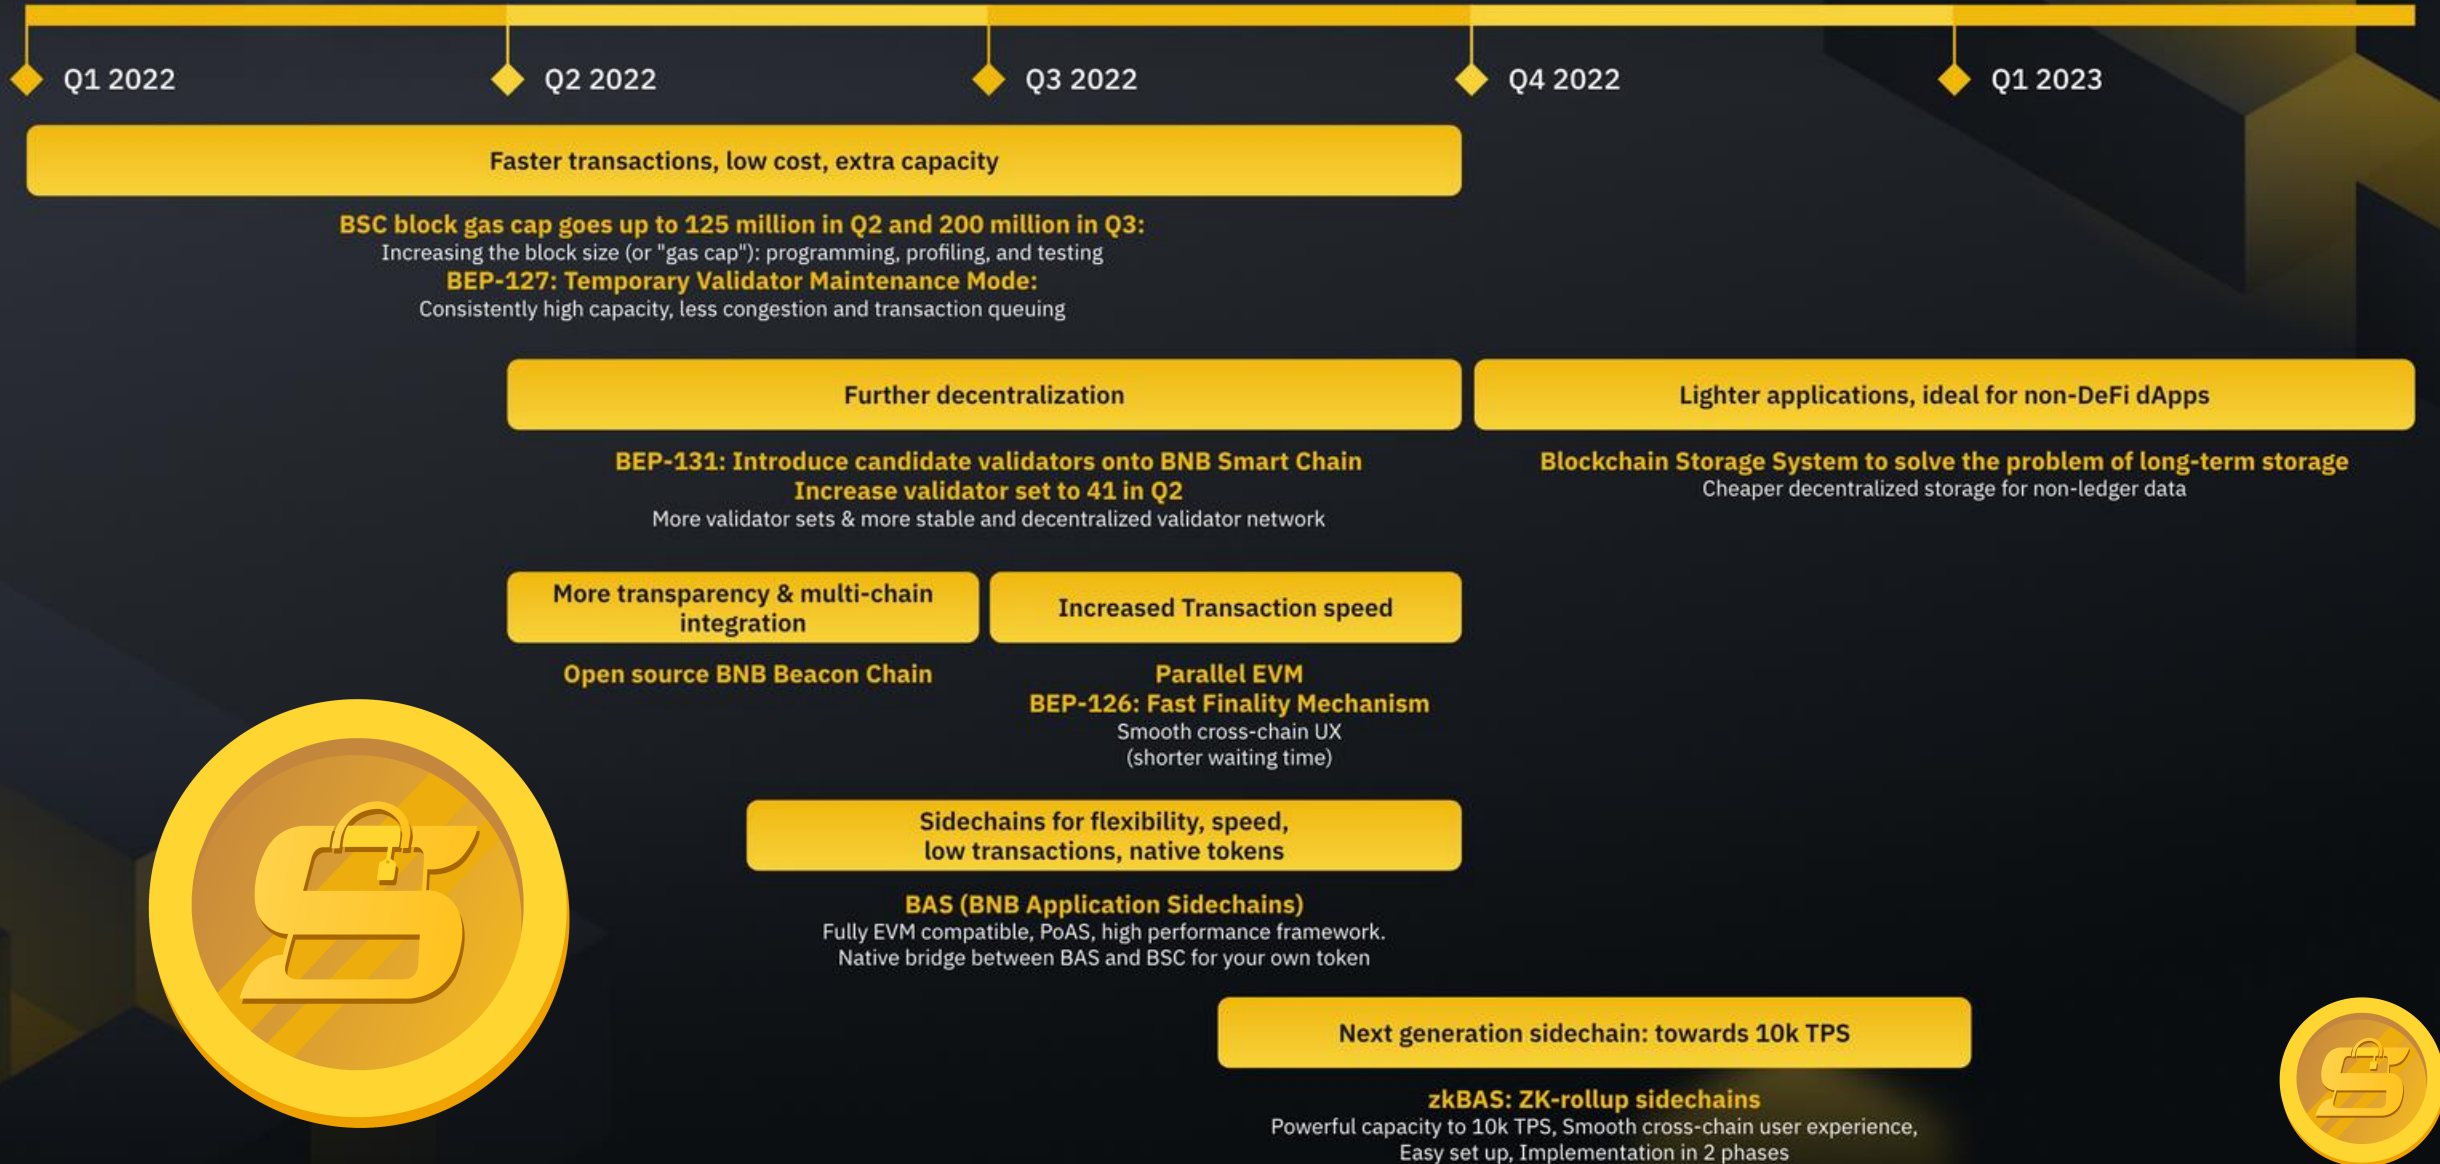 Q1 2022
Q2 2022
Q3 2022
Q4 2022
Q1 2023
Faster transactions, low cost, extra capacity
BSC block gas cap goes up to 125 million in Q2 and 200 million in Q3:
Increasing the block size (or "gas cap"): programming, profiling, and testing
BEP-127: Temporary Validator Maintenance Mode:
Consistently high capacity, less congestion and transaction queuing
Further decentralization
BEP-131: Introduce candidate validators onto BNB Smart Chain
Increase validator set to 41 in Q2
More validator sets & more stable and decentralized validator network
Lighter applications, ideal for non-DeFi dApps
Blockchain Storage System to solve the problem of long-term storage
Cheaper decentralized storage for non-ledger data
More transparency & multi-chain
integration
Open source BNB Beacon Chain
Increased Transaction speed
Parallel EVM
BEP-126: Fast Finality Mechanism
Smooth cross-chain UX
(shorter waiting time)
Sidechains for flexibility, speed,
low transactions, native tokens
BAS (BNB Application Sidechains)
Fully EVM compatible, PoAS, high performance framework.
Native bridge between BAS and BSC for your own token
Next generation sidechain: towards 10k TPS
zkBAS: ZK-rollup sidechains
Powerful capacity to 10k TPS, Smooth cross-chain user experience,
Easy set up, Implementation in 2 phases